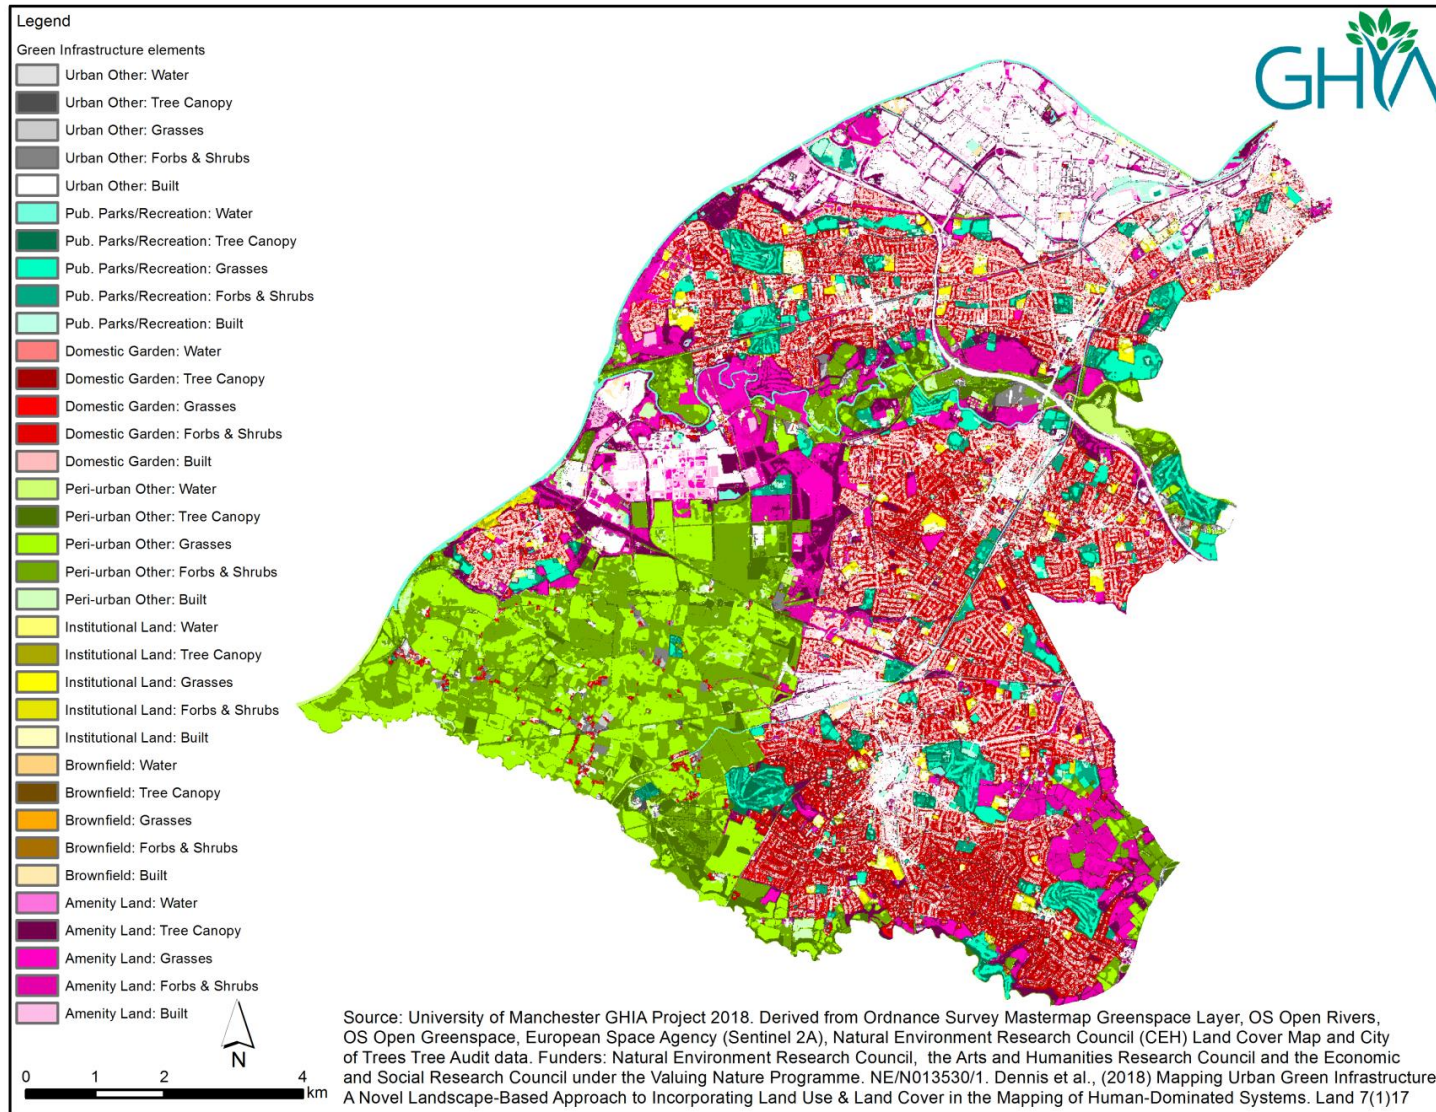 Legend
Green Infrastructure elements
Urban Other: Water
Urban Other: Tree Canopy
Urban Other: Grasses
Urban Other: Forbs & Shrubs
Urban Other: Built
Pub. Parks/Recreation: Water
Pub. Parks/Recreation: Tree Canopy
Pub. Parks/Recreation: Grasses
Pub. Parks/Recreation: Forbs & Shrubs
Pub. Parks/Recreation: Built
Domestic Garden: Water
Domestic Garden: Tree Canopy
Domestic Garden: Grasses
Domestic Garden: Forbs & Shrubs
Domestic Garden: Built
Peri-urban Other: Water
Peri-urban Other: Tree Canopy
Peri-urban Other: Grasses
Peri-urban Other: Forbs & Shrubs
Peri-urban Other: Built
Institutional Land: Water
Institutional Land: Tree Canopy
Institutional Land: Grasses
Institutional Land: Forbs & Shrubs
Institutional Land: Built
Brownfield: Water
Brownfield: Tree Canopy
Brownfield: Grasses
Brownfield: Forbs & Shrubs
Brownfield: Built
Amenity Land: Water
Amenity Land: Tree Canopy
Amenity Land: Grasses
Amenity Land: Forbs & Shrubs
Amenity Land: Built
N
0 1 2 4 km
GHIA
Source: University of Manchester GHIA Project 2018. Derived from Ordnance Survey Mastermap Greenspace Layer, OS Open Rivers,
OS Open Greenspace, European Space Agency (Sentinel 2A), Natural Environment Research Council (CEH) Land Cover Map and City
of Trees Tree Audit data. Funders: Natural Environment Research Council, the Arts and Humanities Research Council and the Economic
and Social Research Council under the Valuing Nature Programme. NE/N013530/1. Dennis et al., (2018) Mapping Urban Green Infrastructure
A Novel Landscape-Based Approach to Incorporating Land Use & Land Cover in the Mapping of Human-Dominated Systems. Land 7(1)17